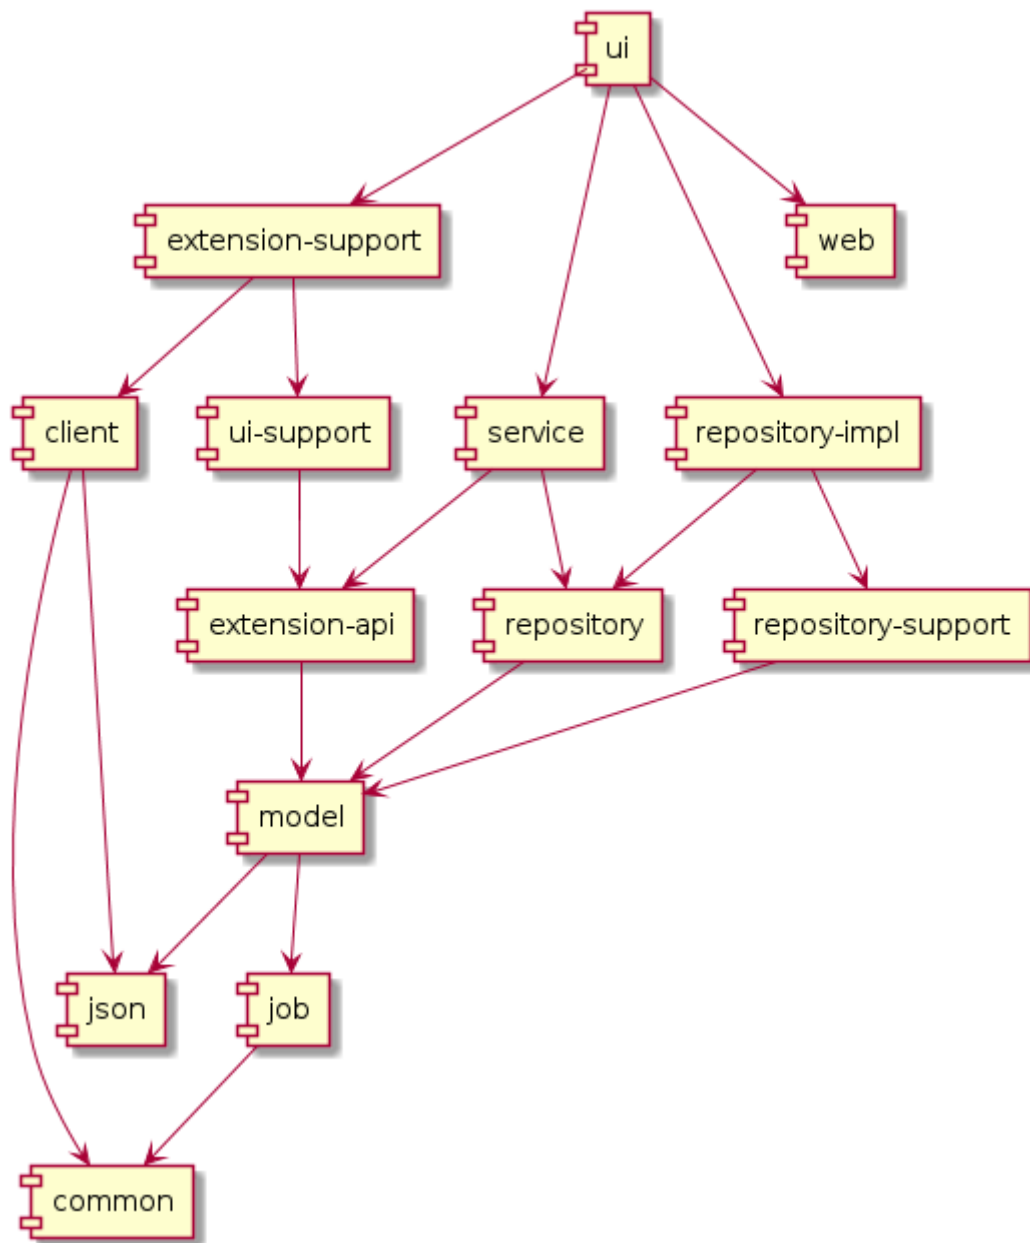 ui
extension-support
web
client
ui-support
service
repository-impl
extension-api
repository
repository-support
model
json
job
common